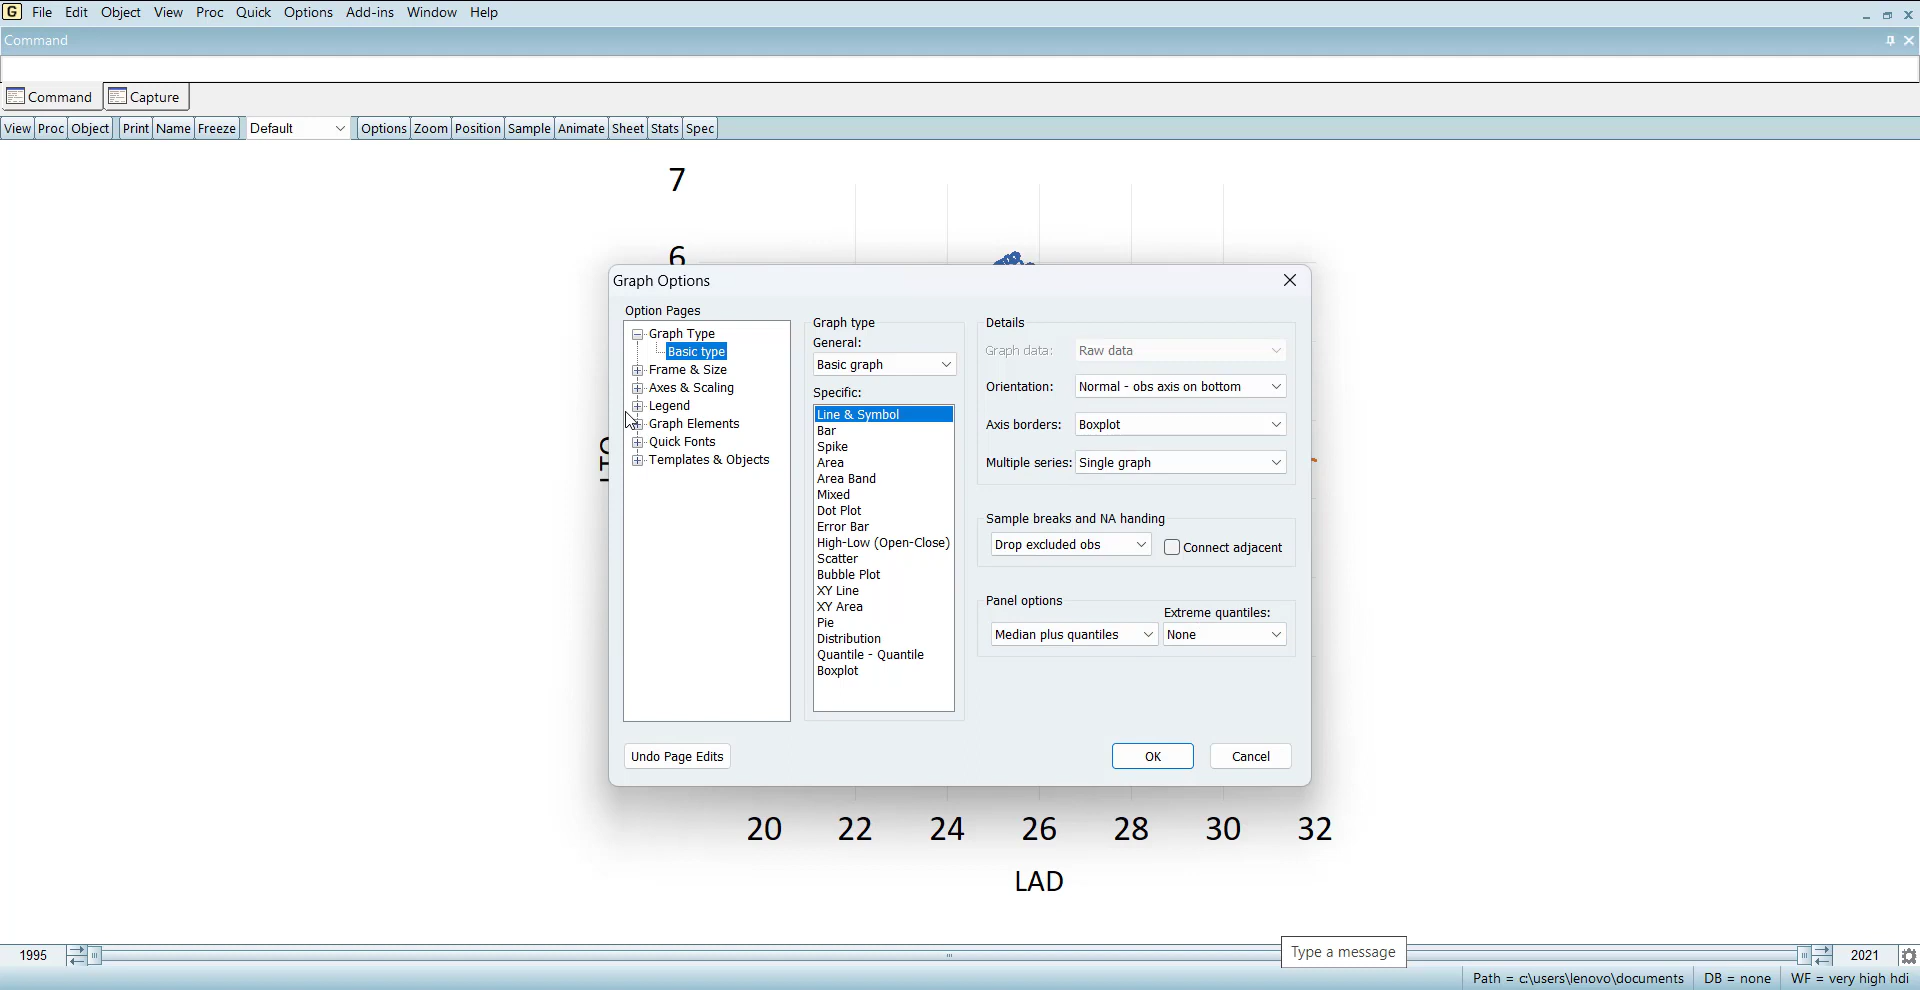 G File Edit Object View Proc Quick Options Add-ins Window Help
Command
Command Capture
View Proc Object Print Name Freeze Default Options Zoom Position Sample Animate Sheet Stats Spec
7
6
Graph Options
Option Pages
Graph Type
Basic type
Frame & Size
Axes & Scaling
Legend
Graph Elements
Quick Fonts
Templates & Objects
Graph type
General:
Basic graph
Specific:
Line & Symbol
Bar
Spike
Area
Area Band
Mixed
Dot Plot
Error Bar
High-Low (Open-Close)
Scatter
Bubble Plot
XY Line
XY Area
Pie
Distribution
Quantile - Quantile
Boxplot
Details
Graph data: Raw data
Orientation: Normal - obs axis on bottom
Axis borders: Boxplot
Multiple series: Single graph
Sample breaks and NA handing
Drop excluded obs Connect adjacent
Panel options
Extreme quantiles:
Median plus quantiles None
Undo Page Edits OK Cancel
20 22 24 26 28 30 32
LAD
1995 2021
Type a message
Path = c:\users\lenovo\documents DB = none WF = very high hdi